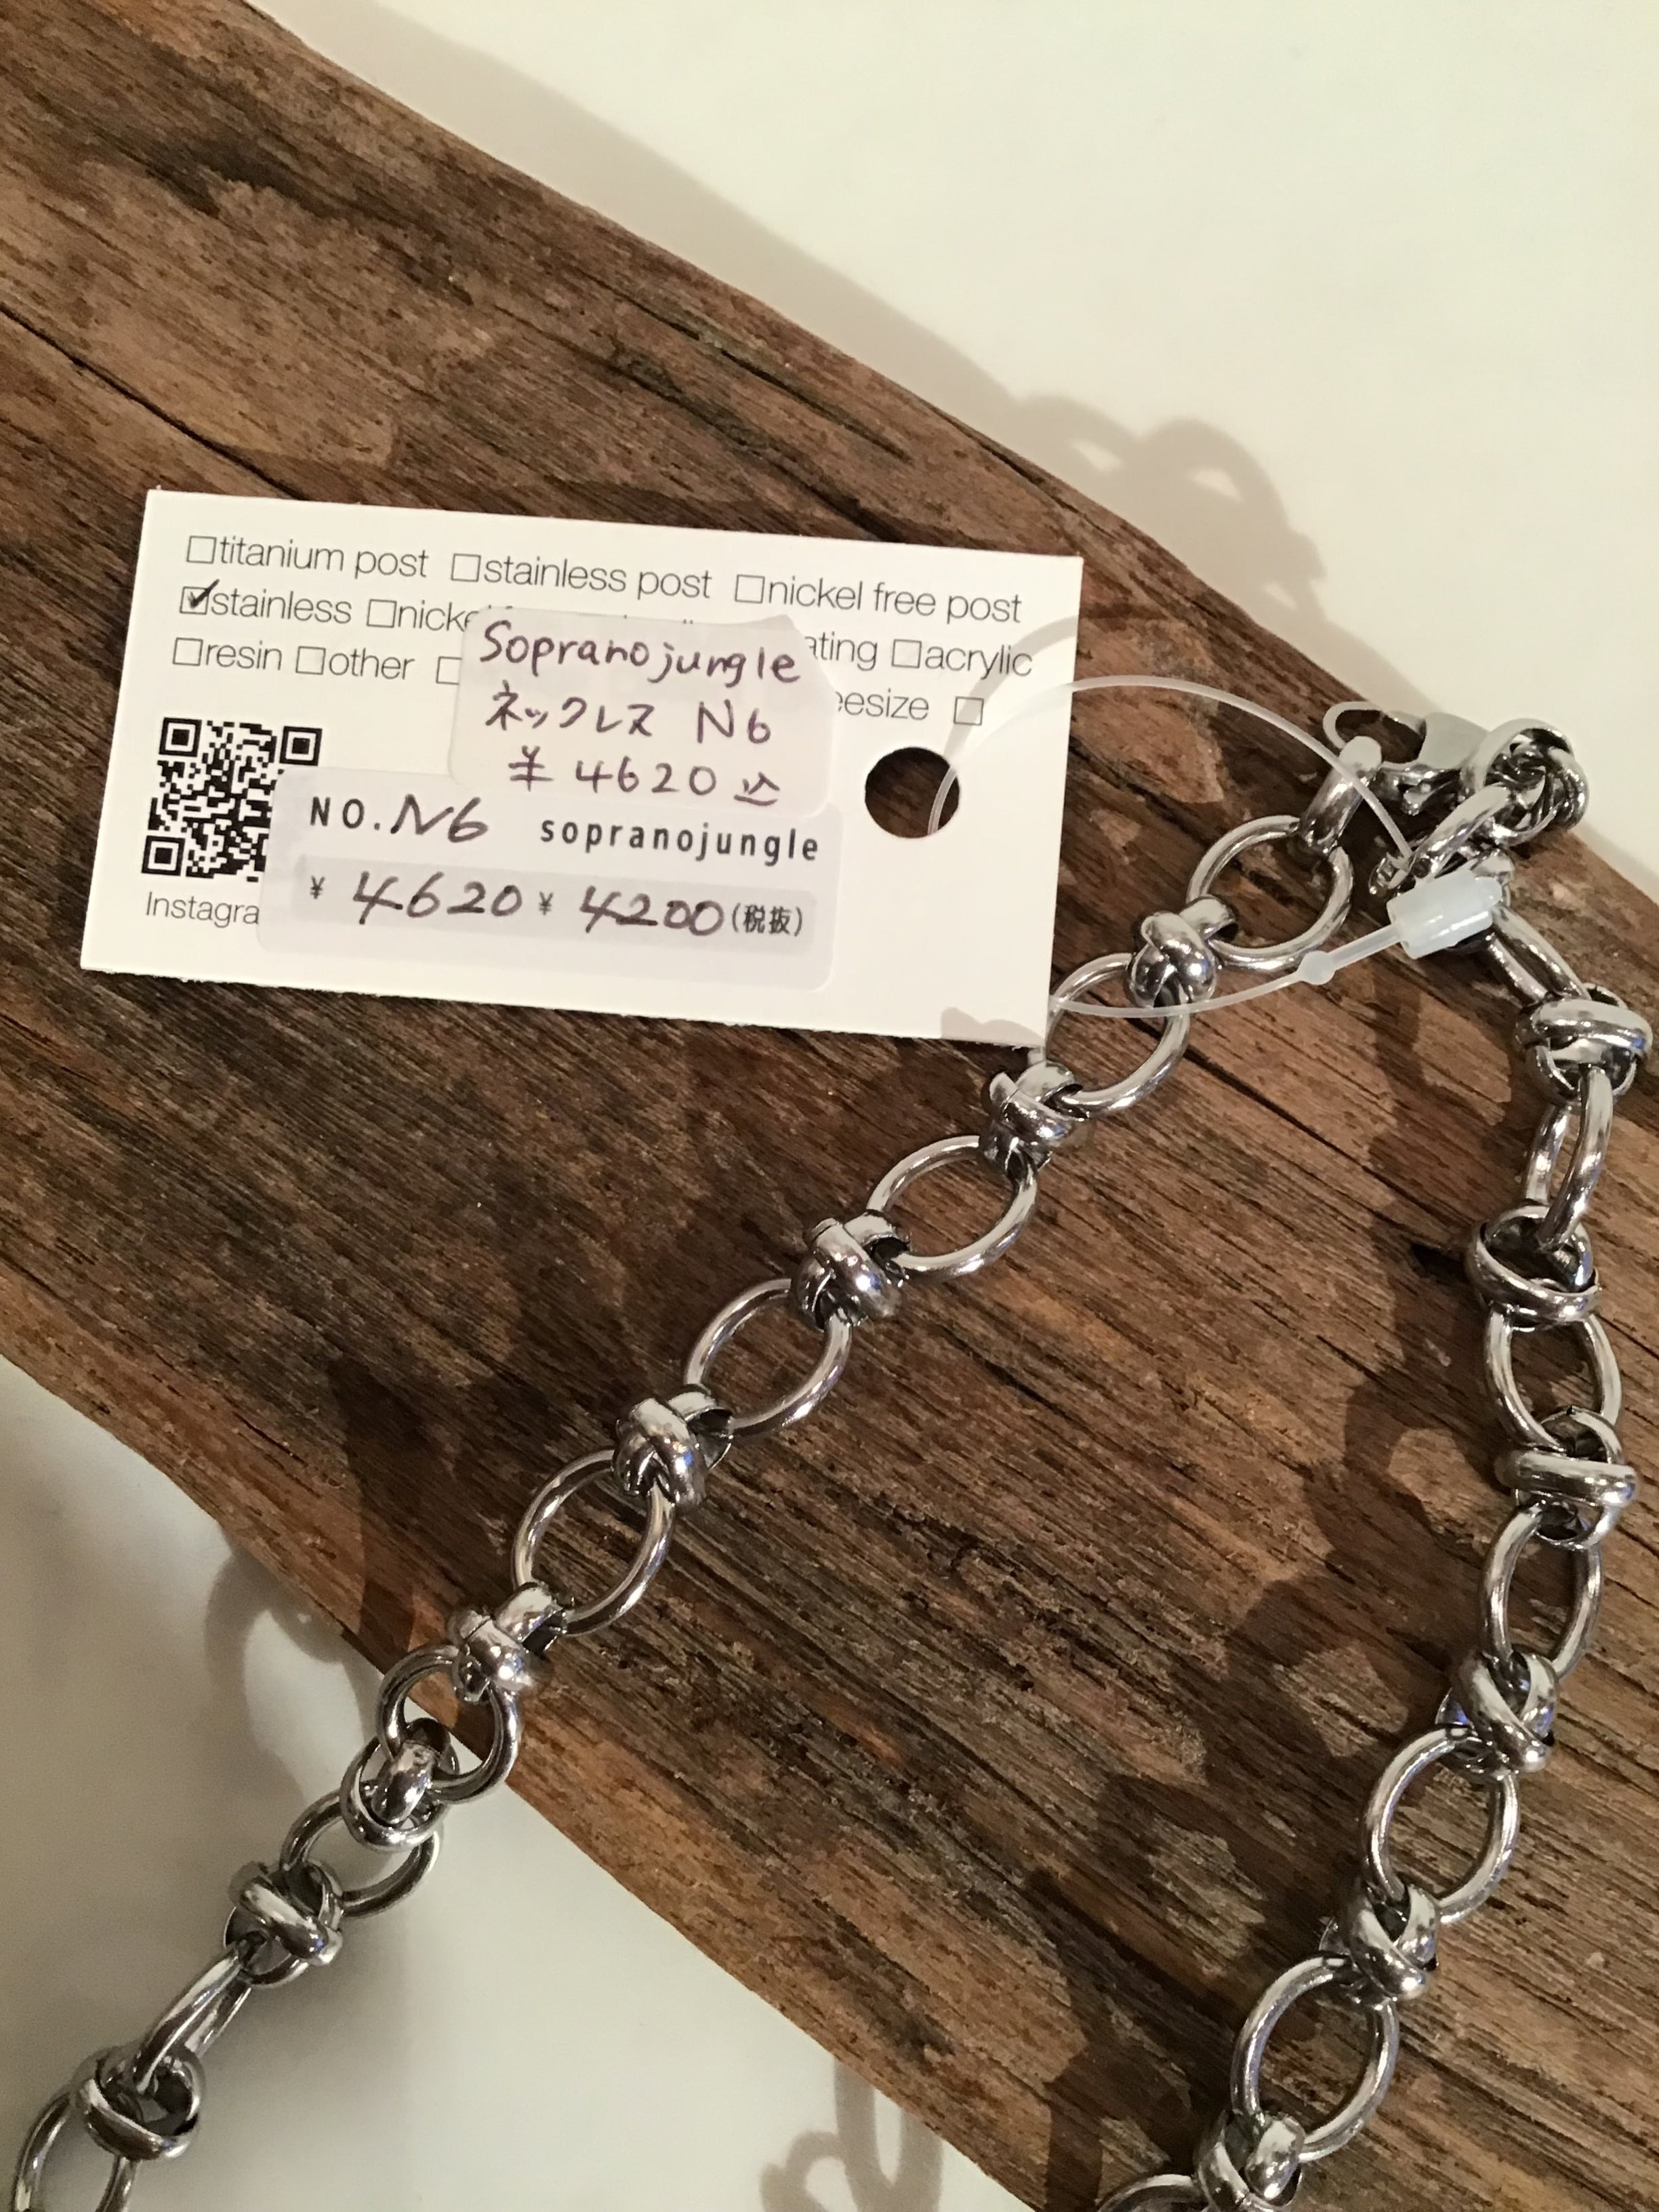 □titanium post □stainless post □nickel free post
☑stainless □nicke ating □acrylic
□resin □other □ eesize □
Sopranojungle
ネックレス N6
¥4620込
NO.N6 sopranojungle
¥4620 ¥4200(税抜)
Instagra